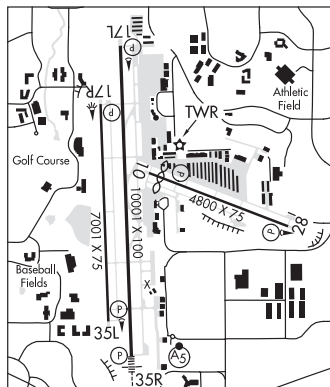 17L
P
17R
P
Athletic
Field
TWR
Golf Course
P
10
4800 X 75
28
P
7001 X 75
10001 X 100
Baseball
Fields
P
X
35L
P
P
A5
35R